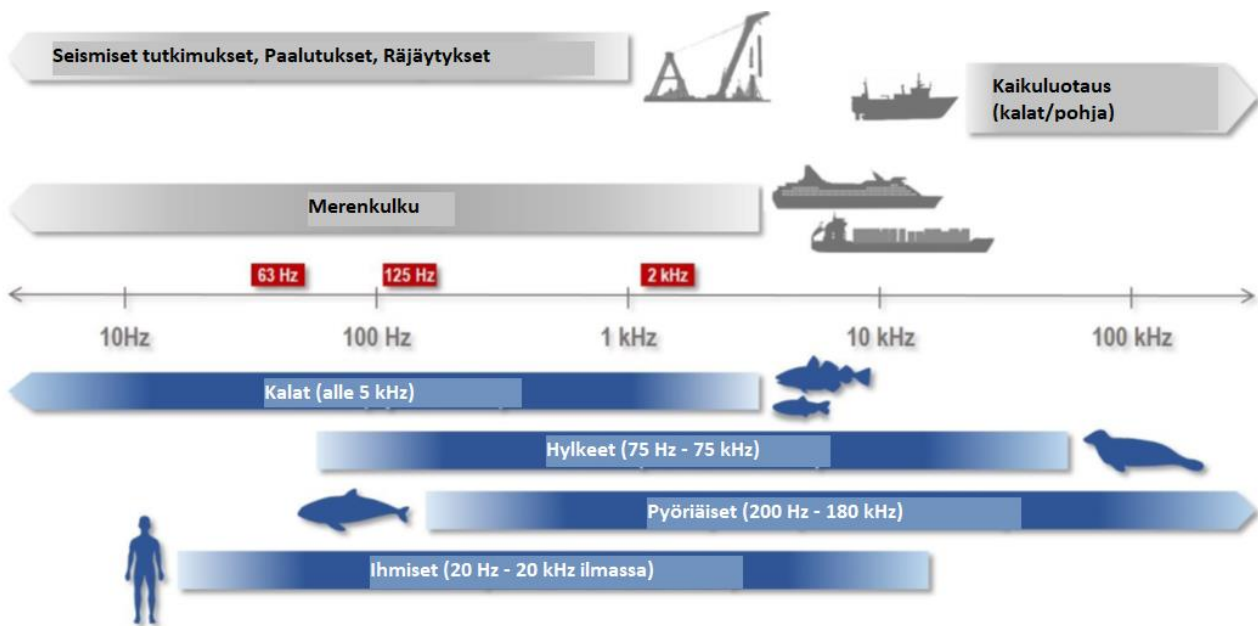 Seismiset tutkimukset, Paalutukset, Räjäytykset
Kaikuluotaus
(kalat/pohja)
Merenkulku
63 Hz
125 Hz
2 kHz
10Hz
100 Hz
1 kHz
10 kHz
100 kHz
Kalat (alle 5 kHz)
Hylkeet (75 Hz - 75 kHz)
Pyöriäiset (200 Hz - 180 kHz)
Ihmiset (20 Hz - 20 kHz ilmassa)